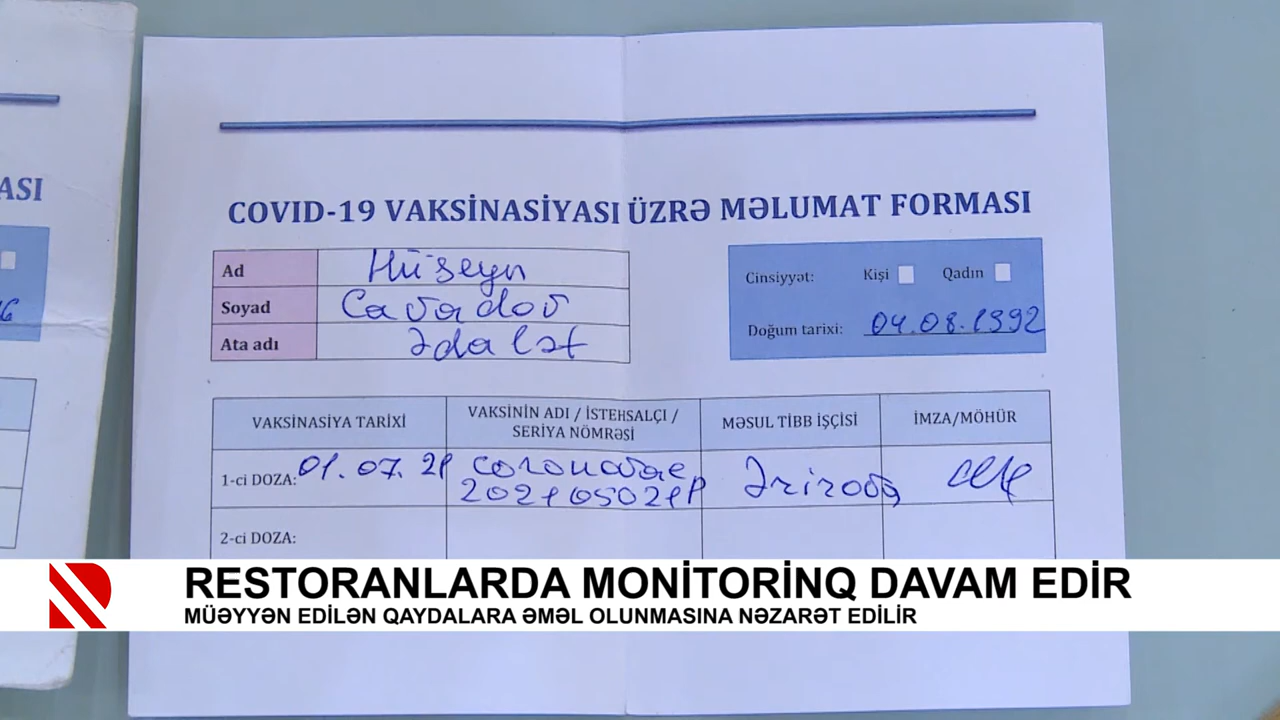 ASI
COVID-19 VAKSİNASİYASI ÜZRƏ MƏLUMAT FORMASI
Ad Hüseyn
Soyad Cavadov
Ata adı Ədalət
Cinsiyyət: Kişi Qadın
Doğum tarixi: 04.08.1992
VAKSİNASİYA TARİXİ
VAKSİNİN ADI / İSTEHSALÇI /
SERİYA NÖMRƏSİ
MƏSUL TİBB İŞÇİSİ
İMZA/MÖHÜR
1-ci DOZA: 01.07.21
coronavac
2021050211P
2-ci DOZA:
RESTORANLARDA MONİTORİNQ DAVAM EDİR
MÜƏYYƏN EDİLƏN QAYDALARA ƏMƏL OLUNMASINA NƏZARƏT EDİLİR